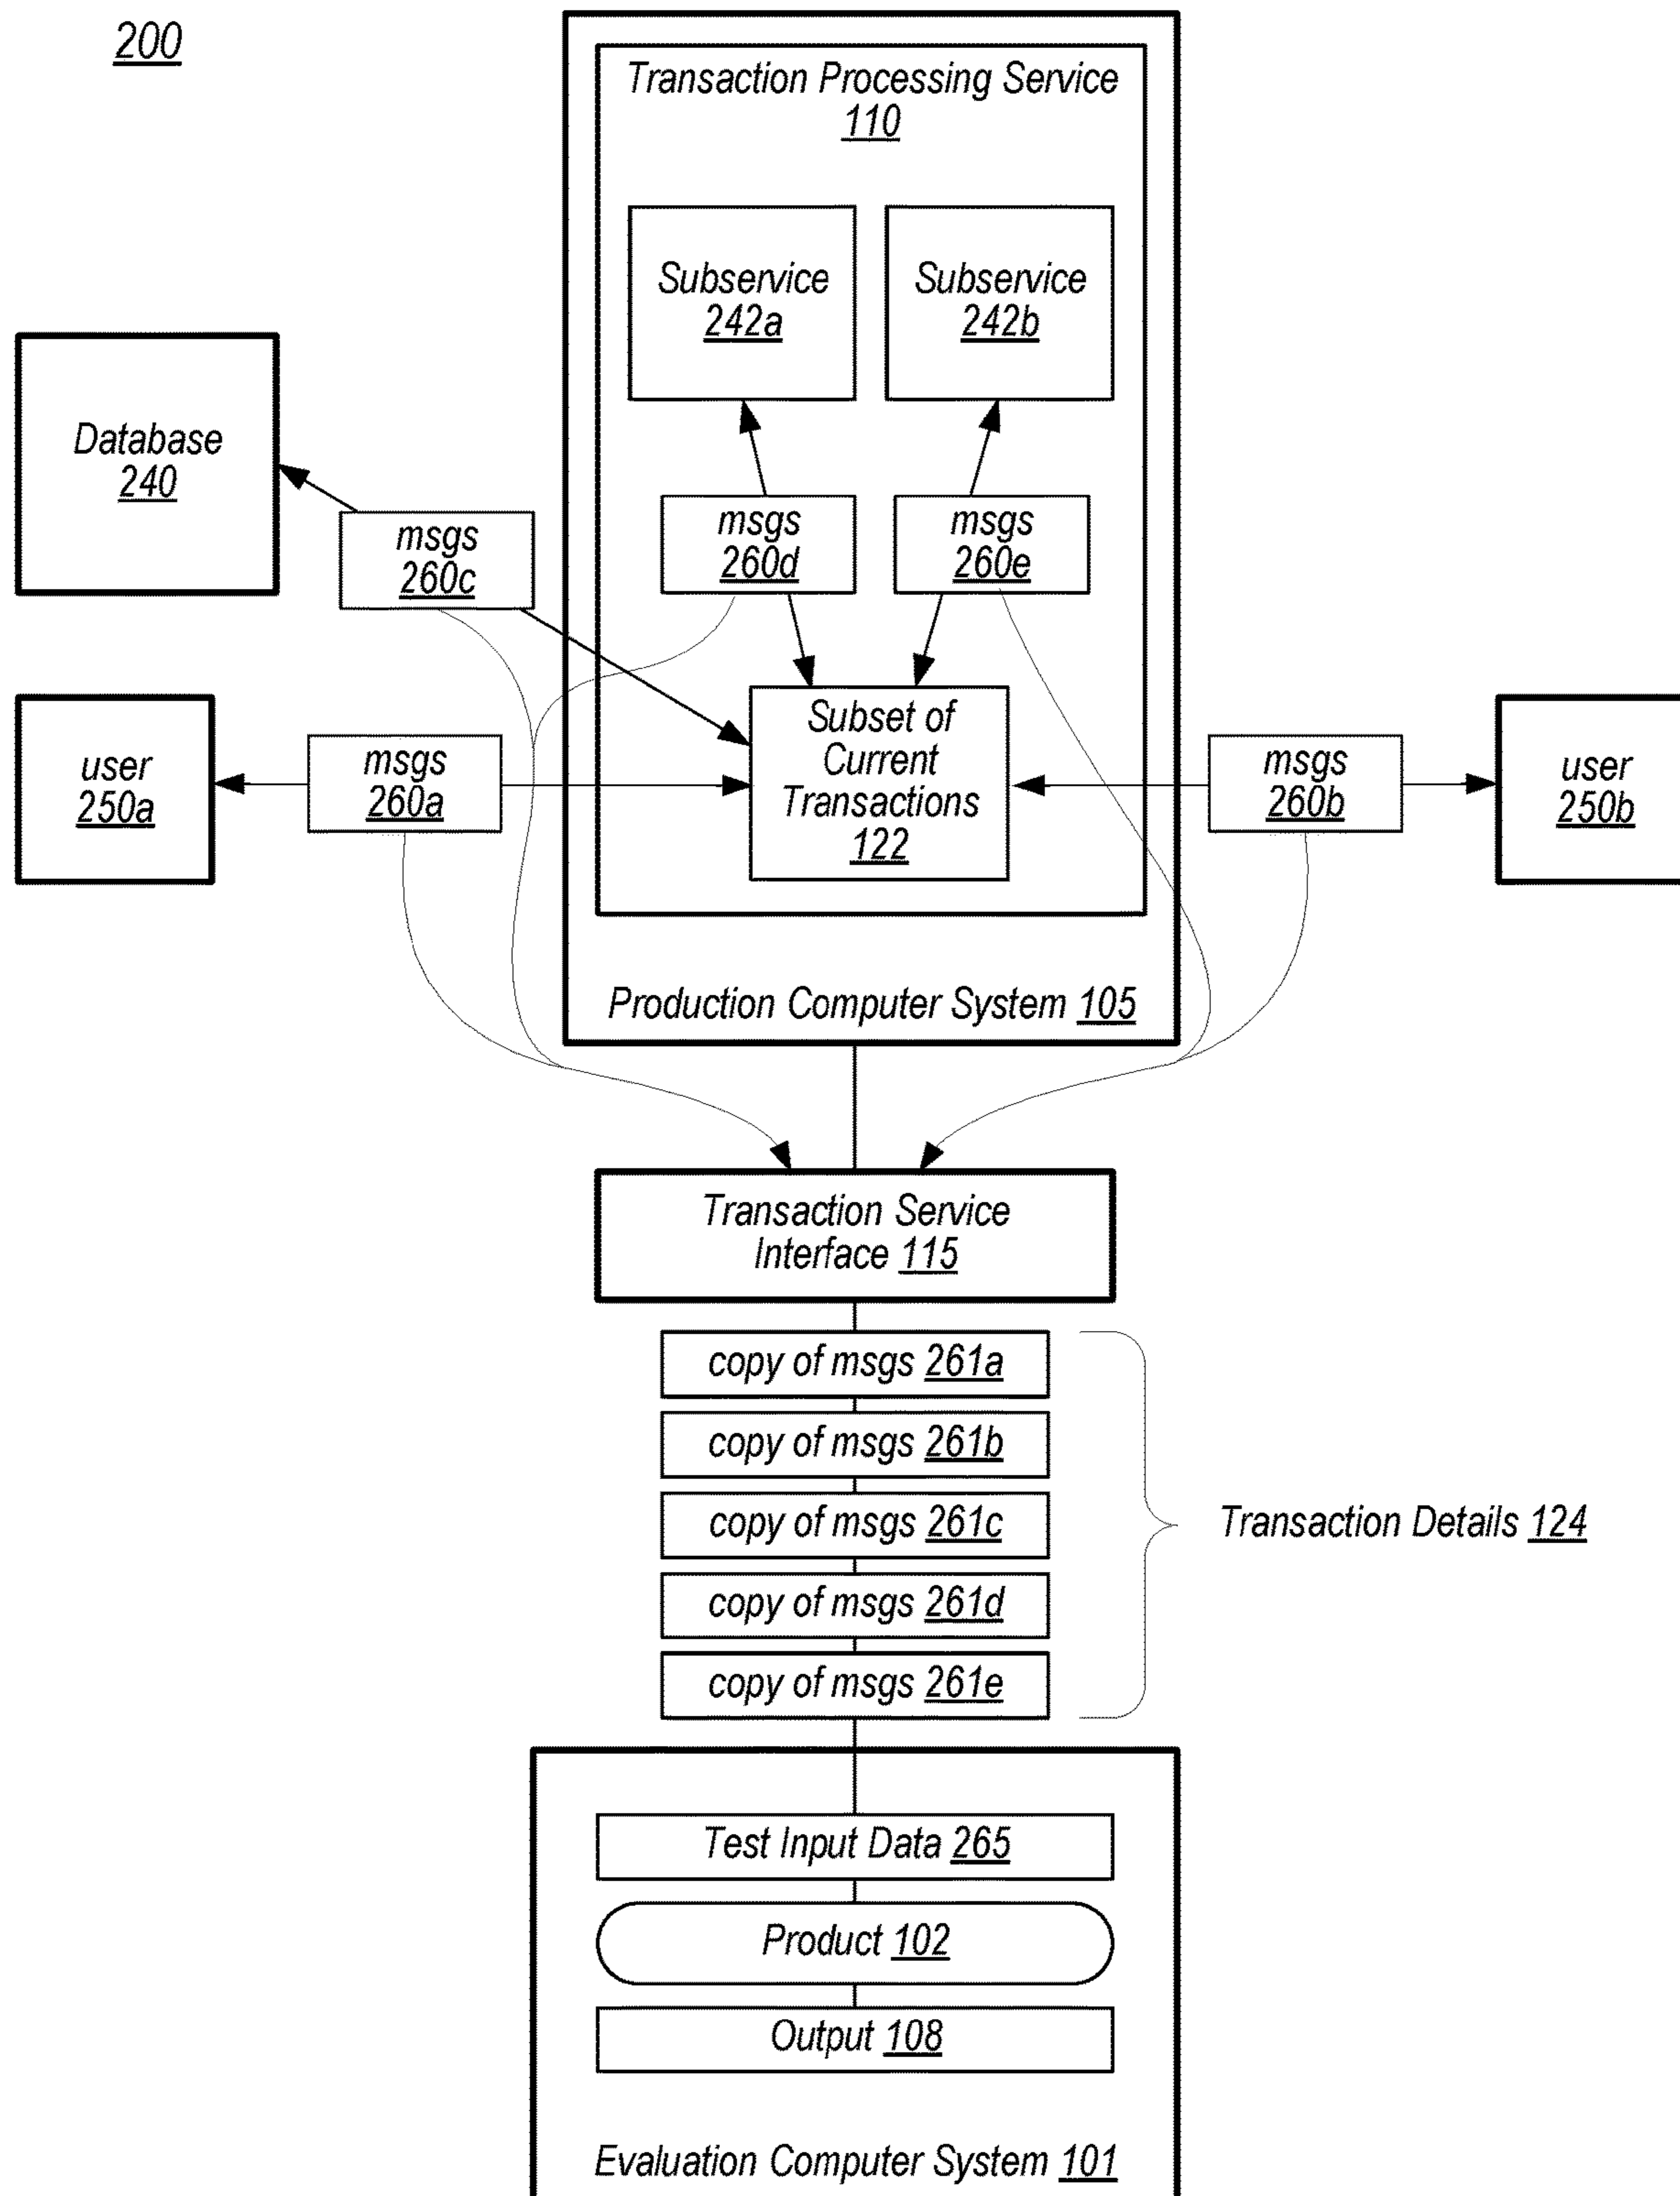 200
Transaction Processing Service
110
Subservice
242a
Subservice
242b
Database
240
msgs
260c
msgs
260d
msgs
260e
user
250a
msgs
260a
Subset of
Current
Transactions
122
msgs
260b
user
250b
Production Computer System 105
Transaction Service
Interface 115
copy of msgs 261a
copy of msgs 261b
copy of msgs 261c
copy of msgs 261d
copy of msgs 261e
Transaction Details 124
Test Input Data 265
Product 102
Output 108
Evaluation Computer System 101